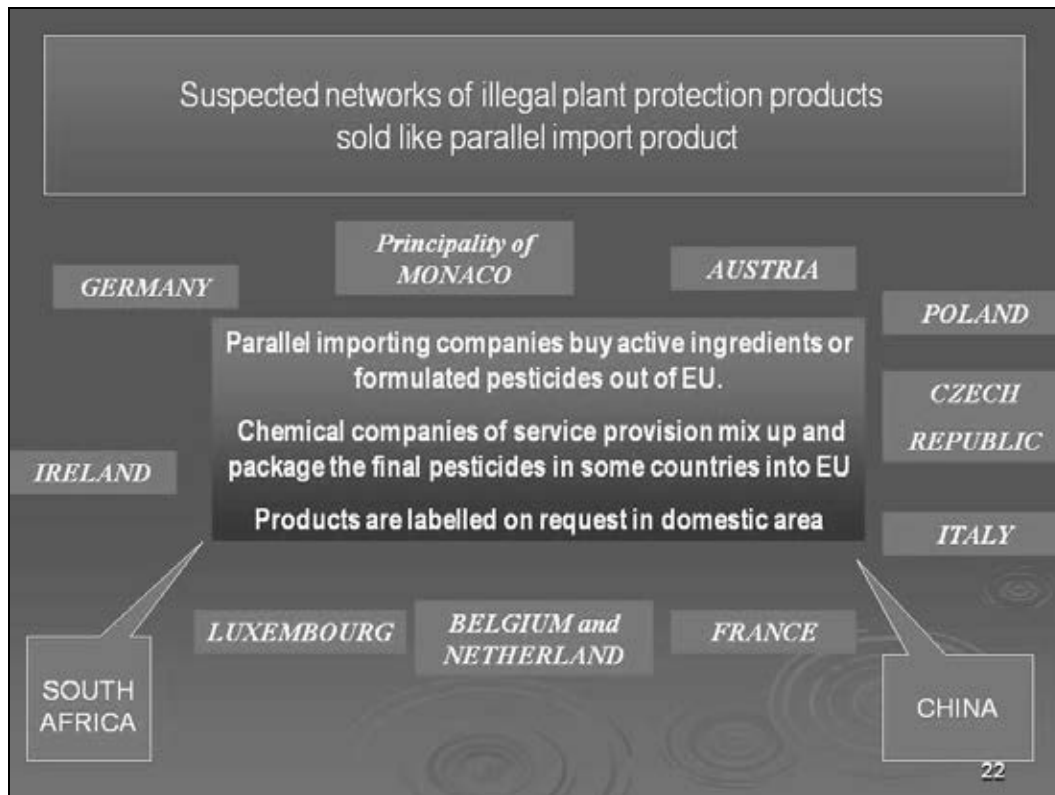 Suspected networks of illegal plant protection products
sold like parallel import product
Principality of
MONACO
GERMANY
AUSTRIA
POLAND
Parallel importing companies buy active ingredients or
formulated pesticides out of EU.
CZECH
REPUBLIC
Chemical companies of service provision mix up and
package the final pesticides in some countries into EU
IRELAND
Products are labelled on request in domestic area
ITALY
LUXEMBOURG
BELGIUM and
NETHERLAND
FRANCE
SOUTH
AFRICA
CHINA
22